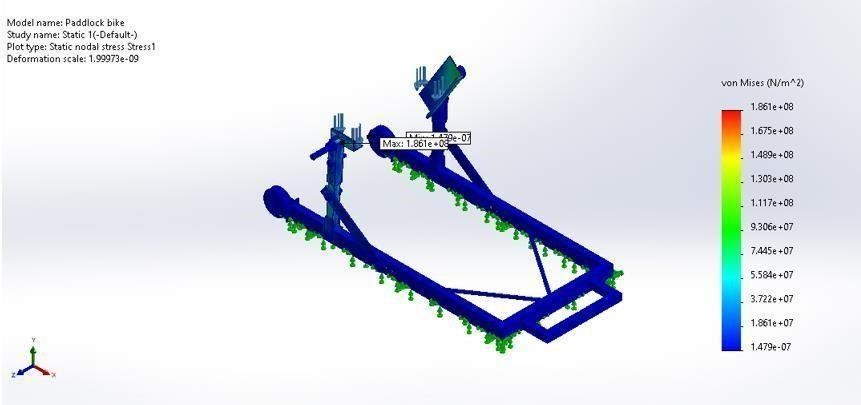 Model name: Paddlock bike
Study name: Static 1(-Default-)
Plot type: Static nodal stress Stress1
Deformation scale: 1.99973e-09
von Mises (N/m^2)
1.861e+08
1.675e+08
1.489e+08
1.303e+08
1.117e+08
9.306e+07
7.445e+07
5.584e+07
3.722e+07
1.861e+07
1.479e-07
Max: 1.861e+08
Y
Z
X